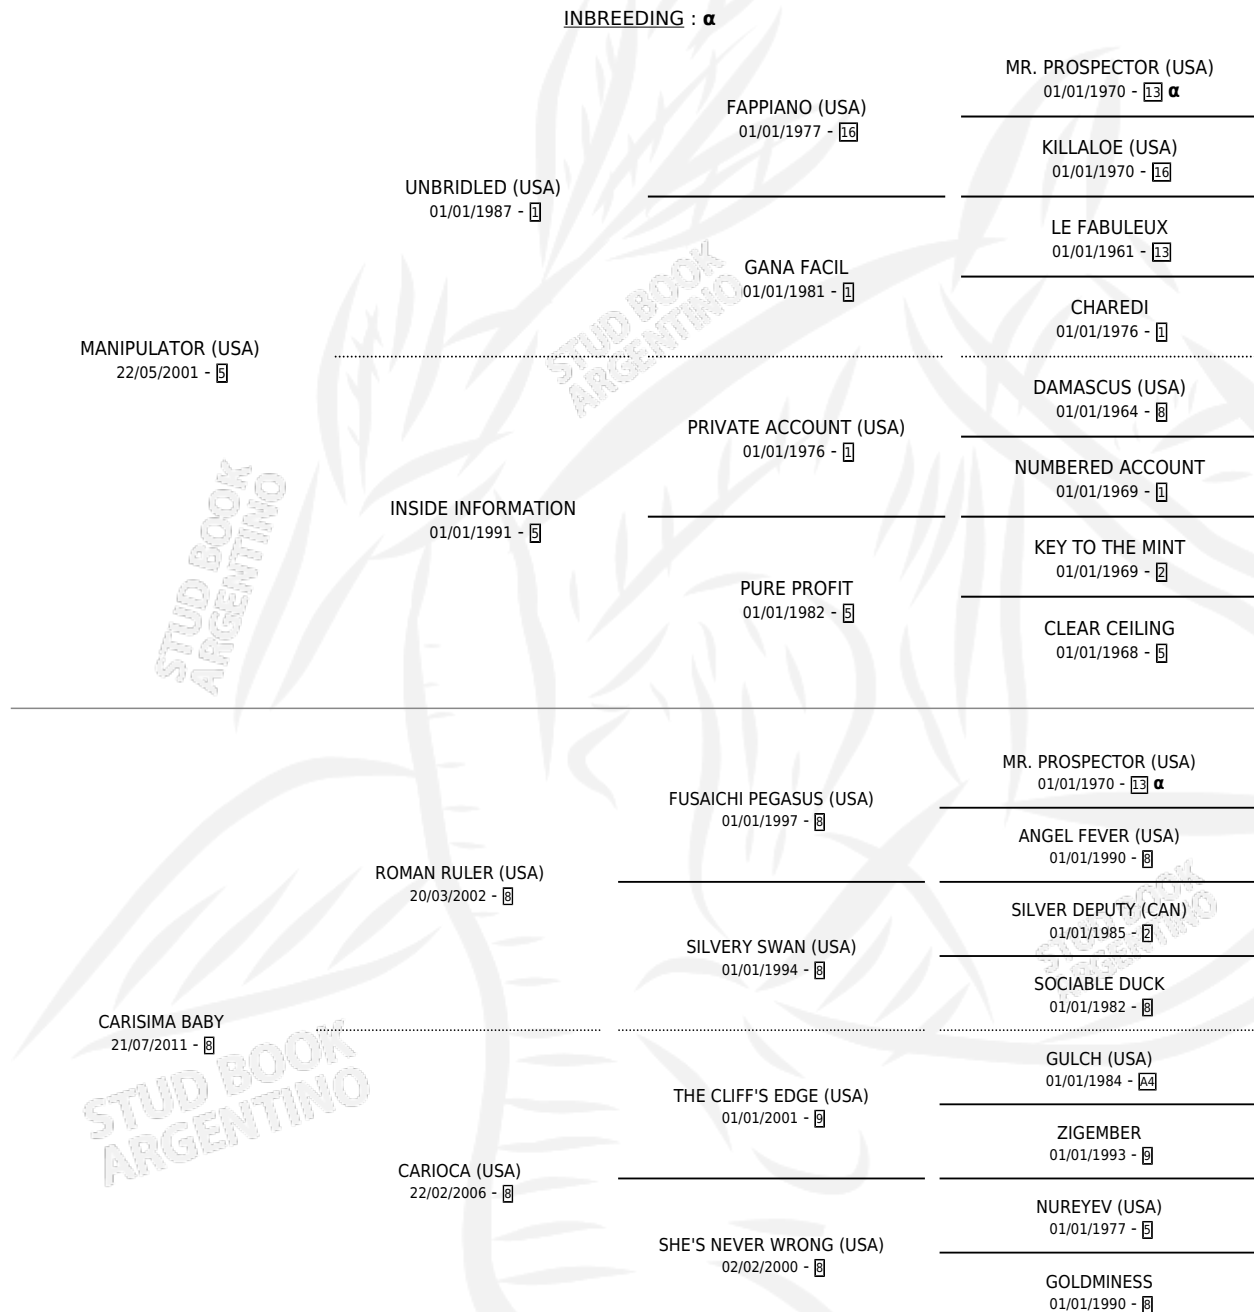 INBREEDING : α
MR. PROSPECTOR (USA)
01/01/1970 - 13 α
FAPPIANO (USA)
01/01/1977 - 16
KILLALOE (USA)
01/01/1970 - 16
UNBRIDLED (USA)
01/01/1987 - 1
LE FABULEUX
01/01/1961 - 13
GANA FACIL
01/01/1981 - 1
CHAREDI
01/01/1976 - 1
MANIPULATOR (USA)
22/05/2001 - 5
DAMASCUS (USA)
01/01/1964 - 8
PRIVATE ACCOUNT (USA)
01/01/1976 - 1
NUMBERED ACCOUNT
01/01/1969 - 1
INSIDE INFORMATION
01/01/1991 - 5
KEY TO THE MINT
01/01/1969 - 2
PURE PROFIT
01/01/1982 - 5
CLEAR CEILING
01/01/1968 - 5
MR. PROSPECTOR (USA)
01/01/1970 - 13 α
FUSAICHI PEGASUS (USA)
01/01/1997 - 8
ANGEL FEVER (USA)
01/01/1990 - 8
ROMAN RULER (USA)
20/03/2002 - 8
SILVER DEPUTY (CAN)
01/01/1985 - 2
SILVERY SWAN (USA)
01/01/1994 - 8
SOCIABLE DUCK
01/01/1982 - 8
CARISIMA BABY
21/07/2011 - 8
GULCH (USA)
01/01/1984 - A4
THE CLIFF'S EDGE (USA)
01/01/2001 - 9
ZIGEMBER
01/01/1993 - 9
CARIOCA (USA)
22/02/2006 - 8
NUREYEV (USA)
01/01/1977 - 5
SHE'S NEVER WRONG (USA)
02/02/2000 - 8
GOLDMINESS
01/01/1990 - 8
STUD BOOK
ARGENTINO
STUD BOOK
ARGENTINO
STUD BOOK
ARGENTINO
STUD BOOK
ARGENTINO